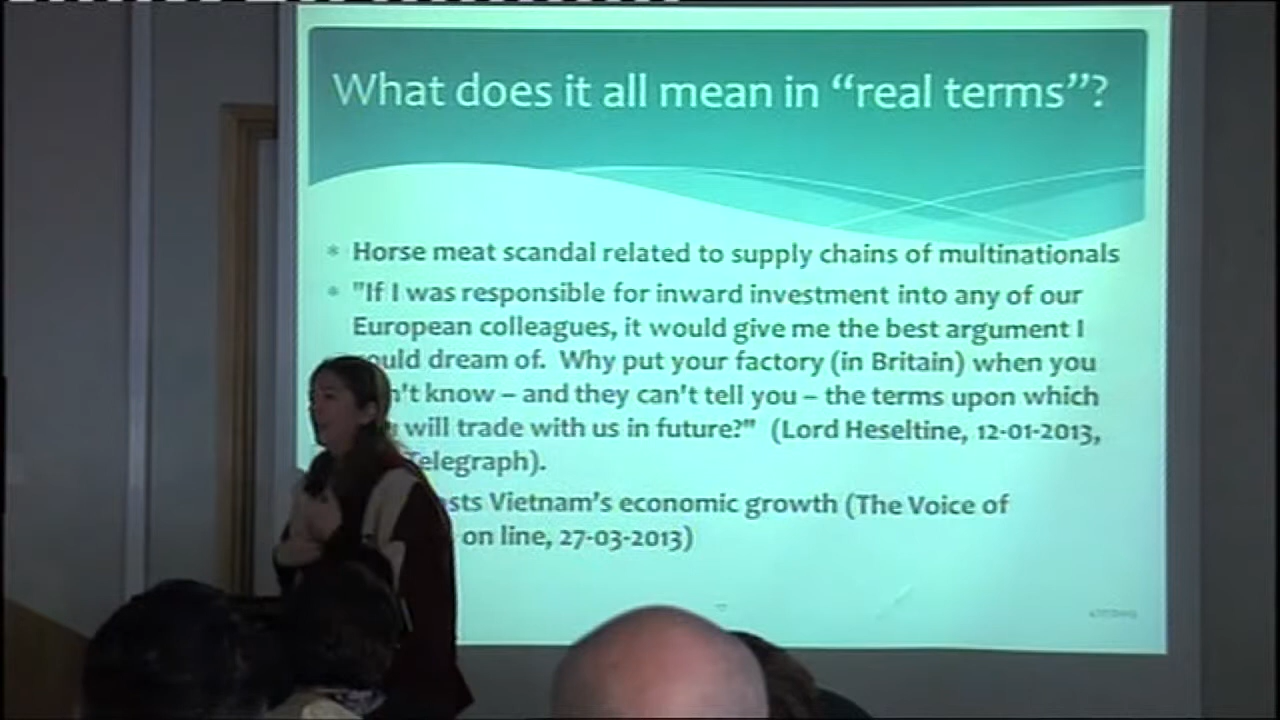 What does it all mean in “real terms”?
* Horse meat scandal related to supply chains of multinationals
* "If I was responsible for inward investment into any of our
European colleagues, it would give me the best argument I
ould dream of. Why put your factory (in Britain) when you
n't know – and they can't tell you – the terms upon which
will trade with us in future?" (Lord Heseltine, 12-01-2013,
Telegraph).
sts Vietnam's economic growth (The Voice of
on line, 27-03-2013)